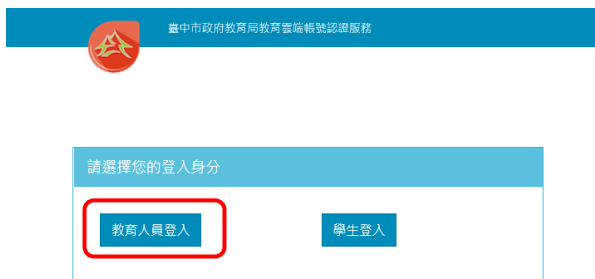 臺中市政府教育局教育雲端帳號認證服務
請選擇您的登入身分
教育人員登入
學生登入